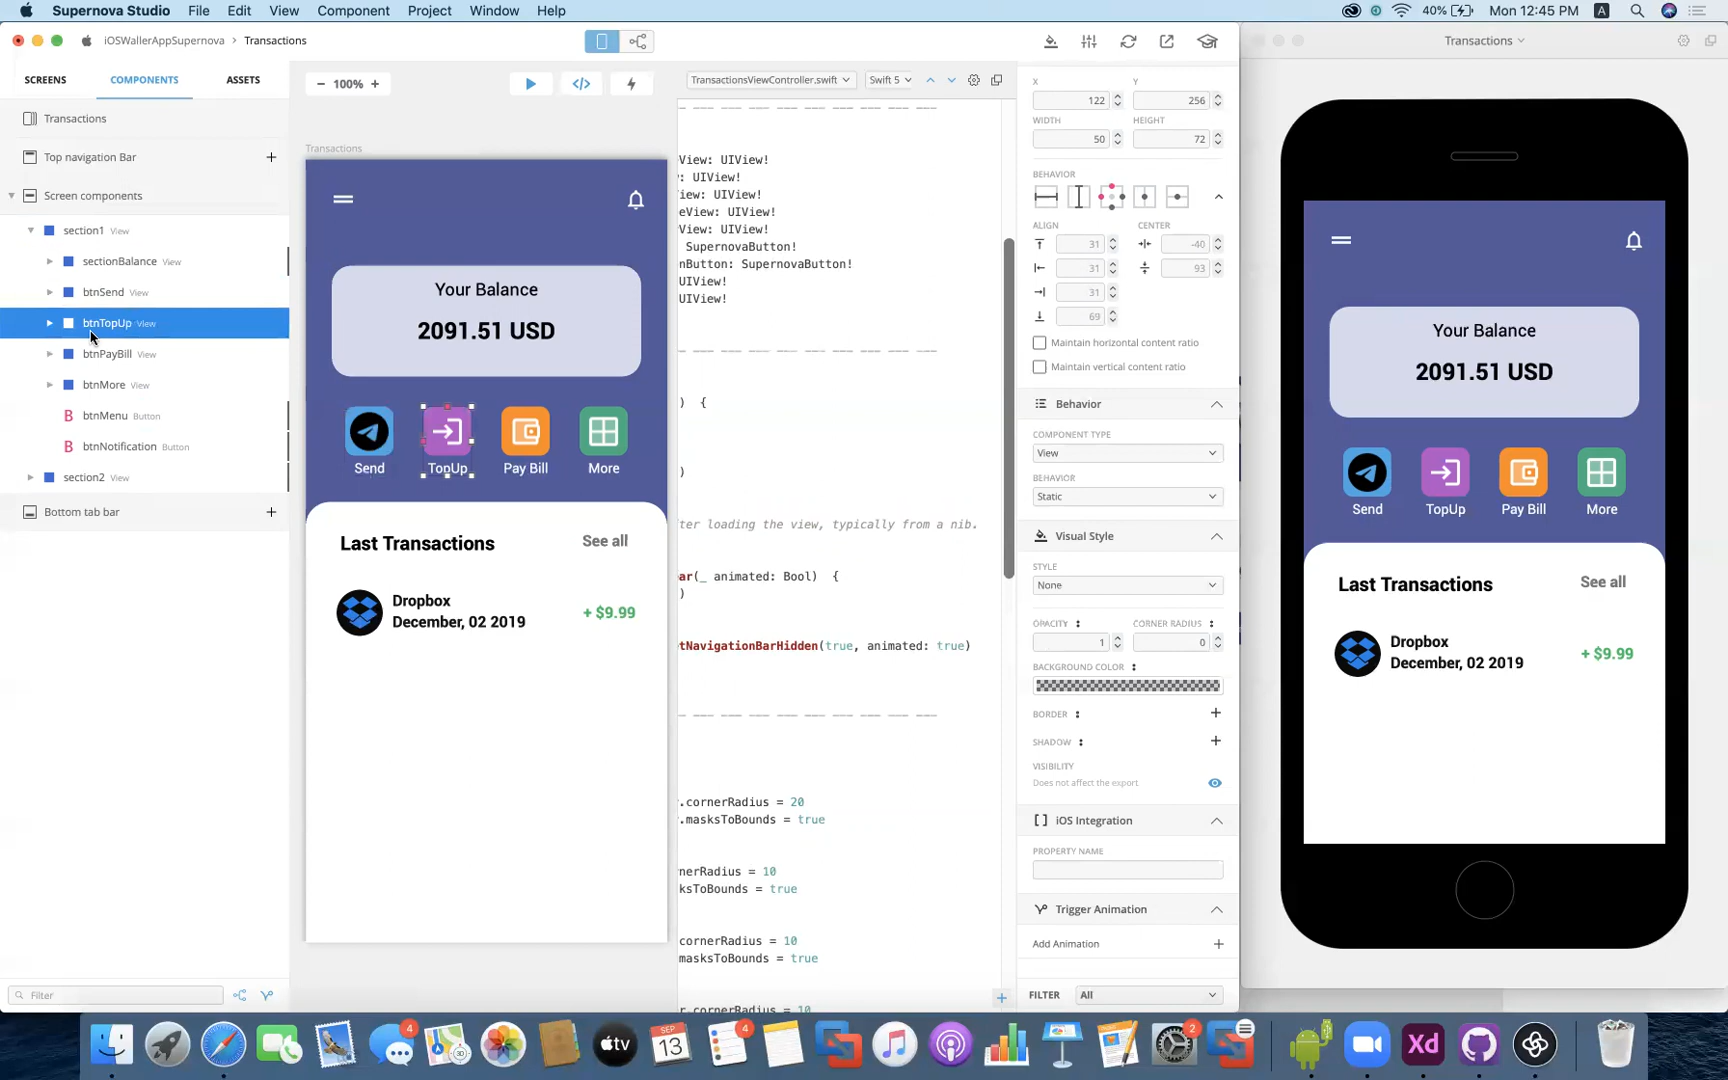 Supernova Studio File Edit View Component Project Window Help 40% Mon 12:45 PM A
iOSWallerAppSupernova › Transactions
SCREENS COMPONENTS ASSETS
Transactions
Top navigation Bar +
Screen components
section1 View
sectionBalance View
btnSend View
btnTopUp View
btnPayBill View
btnMore View
B btnMenu Button
B btnNotification Button
section2 View
Bottom tab bar +
Filter
− 100% +
Transactions
Your Balance
2091.51 USD
Send TopUp Pay Bill More
Last Transactions See all
Dropbox
December, 02 2019
+ $9.99
TransactionsViewController.swift Swift 5
View: UIView!
: UIView!
iew: UIView!
eView: UIView!
View: UIView!
SupernovaButton!
nButton: SupernovaButton!
UIView!
UIView!
) {
)
ter loading the view, typically from a nib.
ar(_ animated: Bool) {
)
tNavigationBarHidden(true, animated: true)
.cornerRadius = 20
.masksToBounds = true
nerRadius = 10
ksToBounds = true
cornerRadius = 10
masksToBounds = true
cornerRadius = 10
X Y
122 256
WIDTH HEIGHT
50 72
BEHAVIOR
ALIGN CENTER
31 -40
31 93
31
69
Maintain horizontal content ratio
Maintain vertical content ratio
Behavior
COMPONENT TYPE
View
BEHAVIOR
Static
Visual Style
STYLE
None
OPACITY CORNER RADIUS
1 0
BACKGROUND COLOR
BORDER +
SHADOW +
VISIBILITY
Does not affect the export
iOS Integration
PROPERTY NAME
Trigger Animation
Add Animation +
FILTER All
Transactions
Your Balance
2091.51 USD
Send TopUp Pay Bill More
Last Transactions See all
Dropbox
December, 02 2019
+ $9.99
4 SEP 13 4 tv 2 Xd